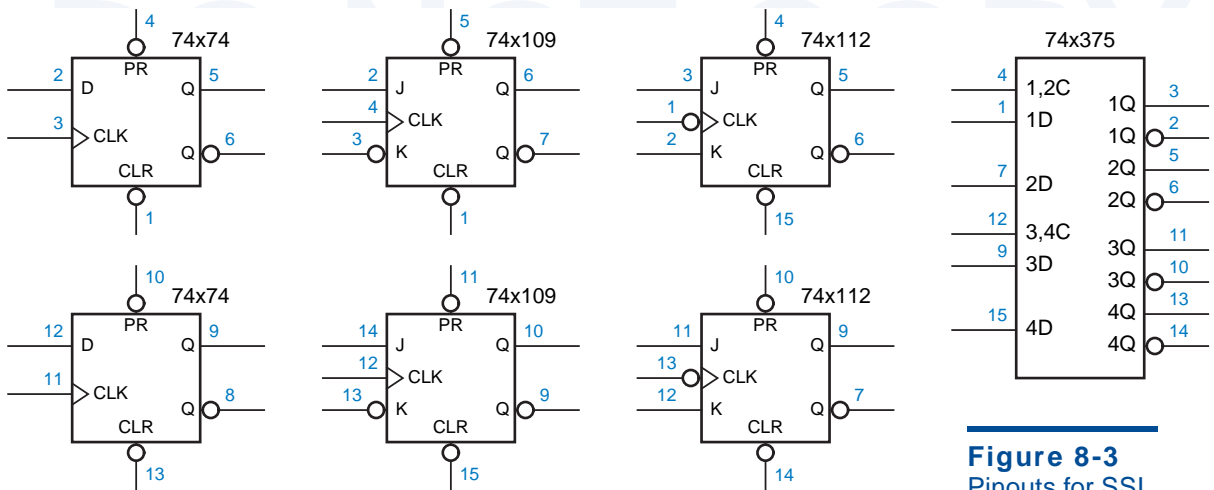 4 5 4
74x74 74x109 74x112 74x375
PR PR PR
2 D Q 5 2 J Q 6 3 J Q 5 4 1,2C 1Q 3
3 CLK 4 CLK 1 CLK 1 1D 1Q 2
Q 6 3 K Q 7 2 K Q 6 2Q 5
CLR CLR CLR 7 2D 2Q 6
1 1 15 12 3,4C 3Q 11
9 3D 3Q 10
10 11 10 4Q 13
74x74 74x109 74x112 15 4D 4Q 14
PR PR PR
12 D Q 9 14 J Q 10 11 J Q 9
11 CLK 12 CLK 13 CLK
Q 8 13 K Q 9 12 K Q 7
CLR CLR CLR
13 15 14
Figure 8-3
Pinouts for SSI